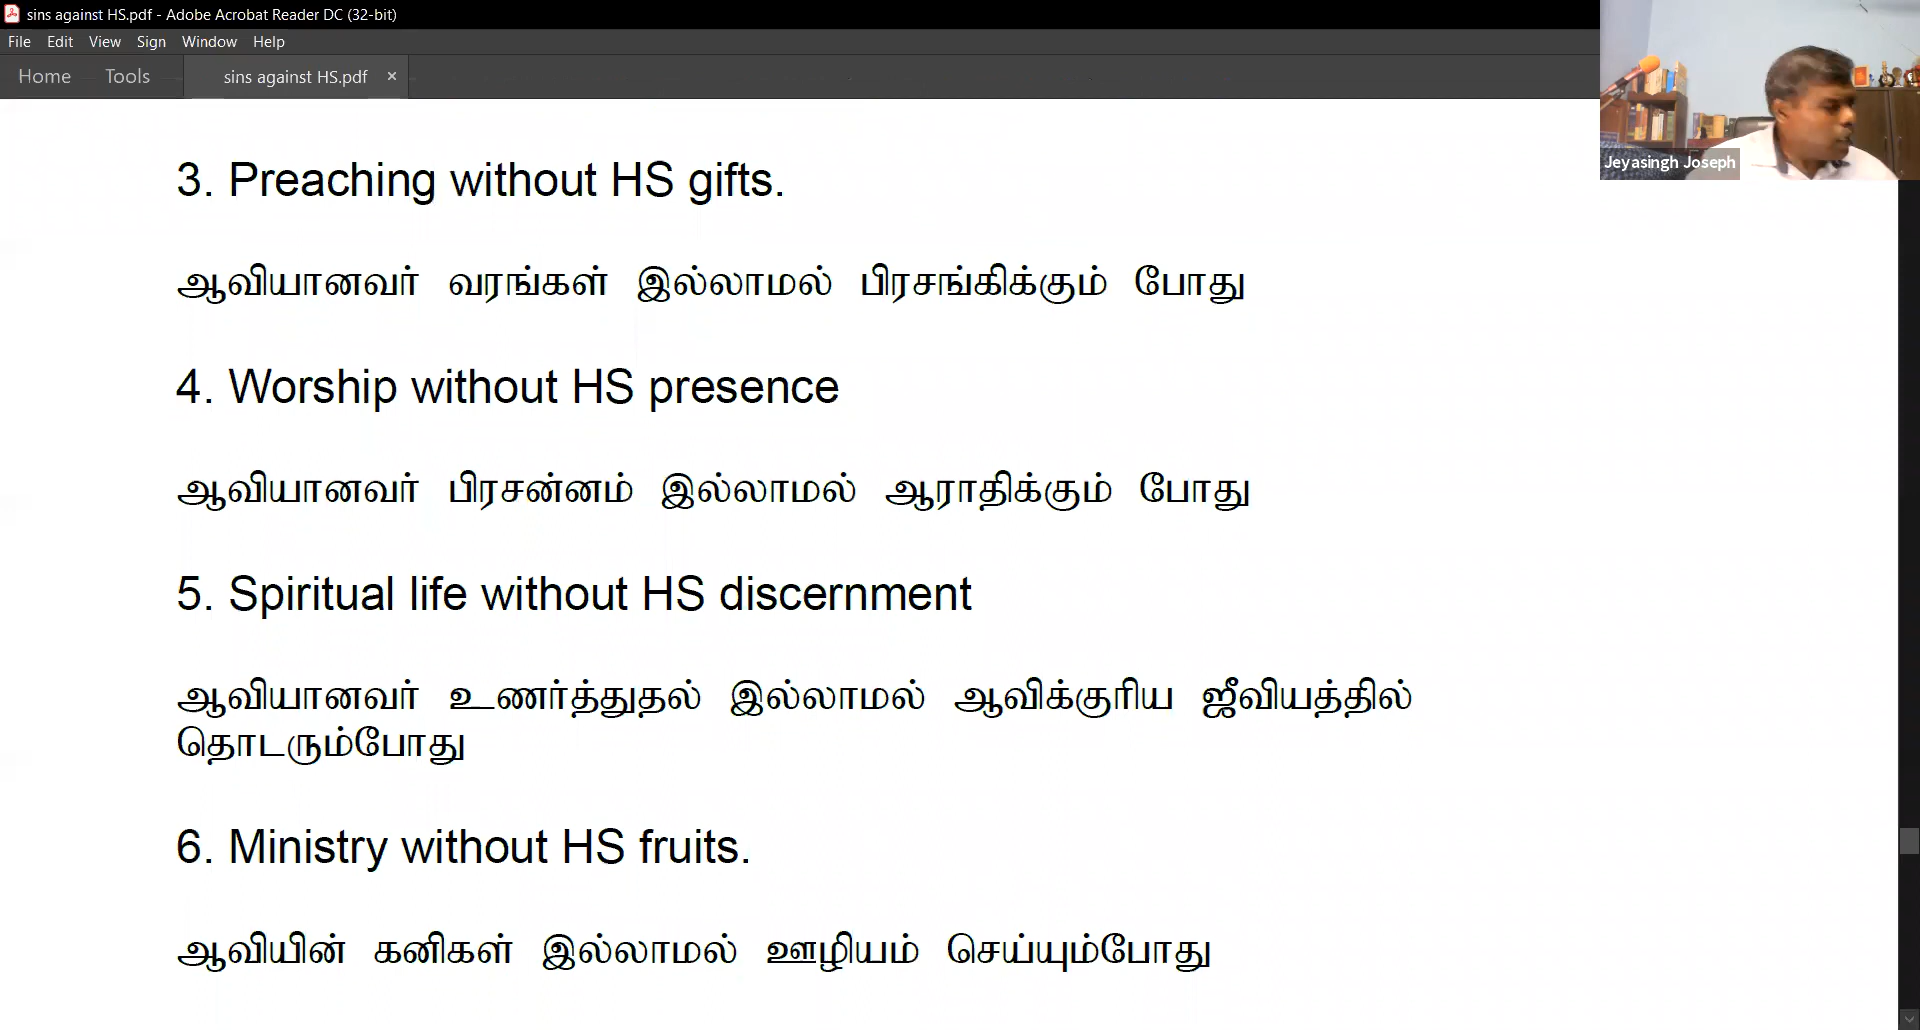 sins against HS.pdf - Adobe Acrobat Reader DC (32-bit)
File Edit View Sign Window Help
Home Tools sins against HS.pdf ×
Jeyasingh Joseph
3. Preaching without HS gifts.
ஆவியானவர் வரங்கள் இல்லாமல் பிரசங்கிக்கும் போது
4. Worship without HS presence
ஆவியானவர் பிரசன்னம் இல்லாமல் ஆராதிக்கும் போது
5. Spiritual life without HS discernment
ஆவியானவர் உணர்த்துதல் இல்லாமல் ஆவிக்குரிய ஜீவியத்தில்
தொடரும்போது
6. Ministry without HS fruits.
ஆவியின் கனிகள் இல்லாமல் ஊழியம் செய்யும்போது